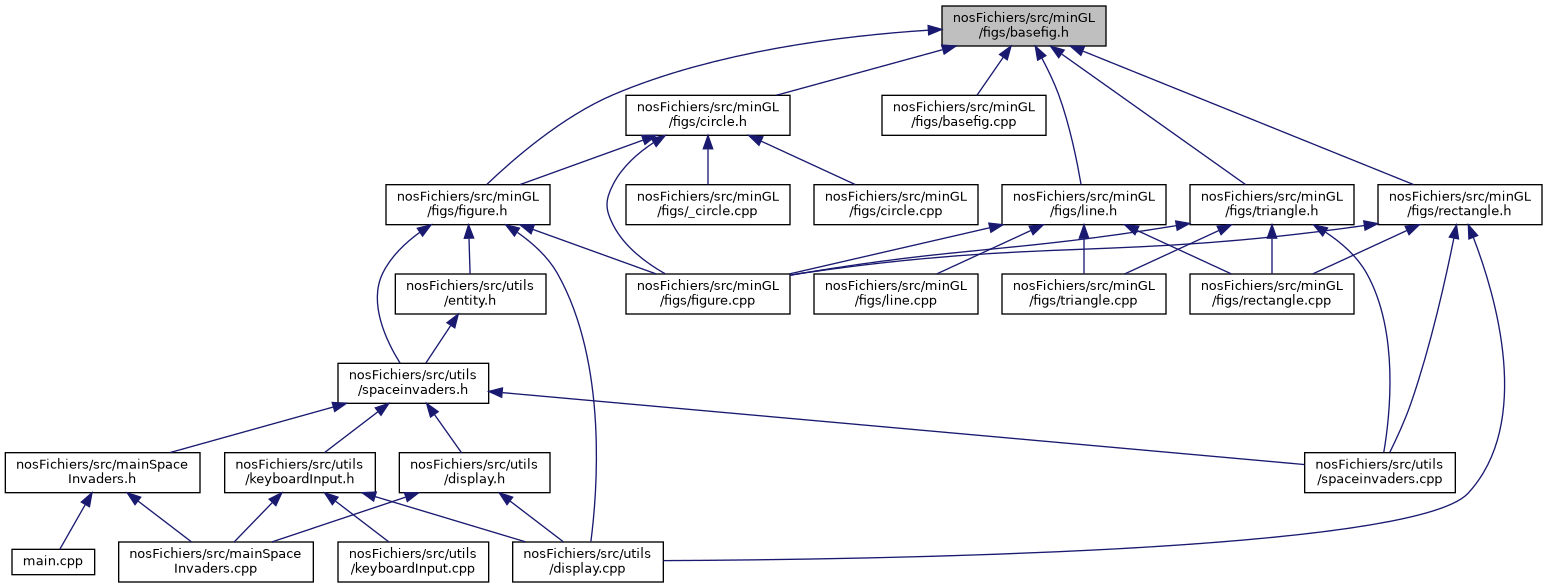 nosFichiers/src/minGL
/figs/basefig.h
nosFichiers/src/minGL
/figs/circle.h
nosFichiers/src/minGL
/figs/basefig.cpp
nosFichiers/src/minGL
/figs/figure.h
nosFichiers/src/minGL
/figs/_circle.cpp
nosFichiers/src/minGL
/figs/circle.cpp
nosFichiers/src/minGL
/figs/line.h
nosFichiers/src/minGL
/figs/triangle.h
nosFichiers/src/minGL
/figs/rectangle.h
nosFichiers/src/utils
/entity.h
nosFichiers/src/minGL
/figs/figure.cpp
nosFichiers/src/minGL
/figs/line.cpp
nosFichiers/src/minGL
/figs/triangle.cpp
nosFichiers/src/minGL
/figs/rectangle.cpp
nosFichiers/src/utils
/spaceinvaders.h
nosFichiers/src/mainSpace
Invaders.h
nosFichiers/src/utils
/keyboardInput.h
nosFichiers/src/utils
/display.h
nosFichiers/src/utils
/spaceinvaders.cpp
main.cpp
nosFichiers/src/mainSpace
Invaders.cpp
nosFichiers/src/utils
/keyboardInput.cpp
nosFichiers/src/utils
/display.cpp